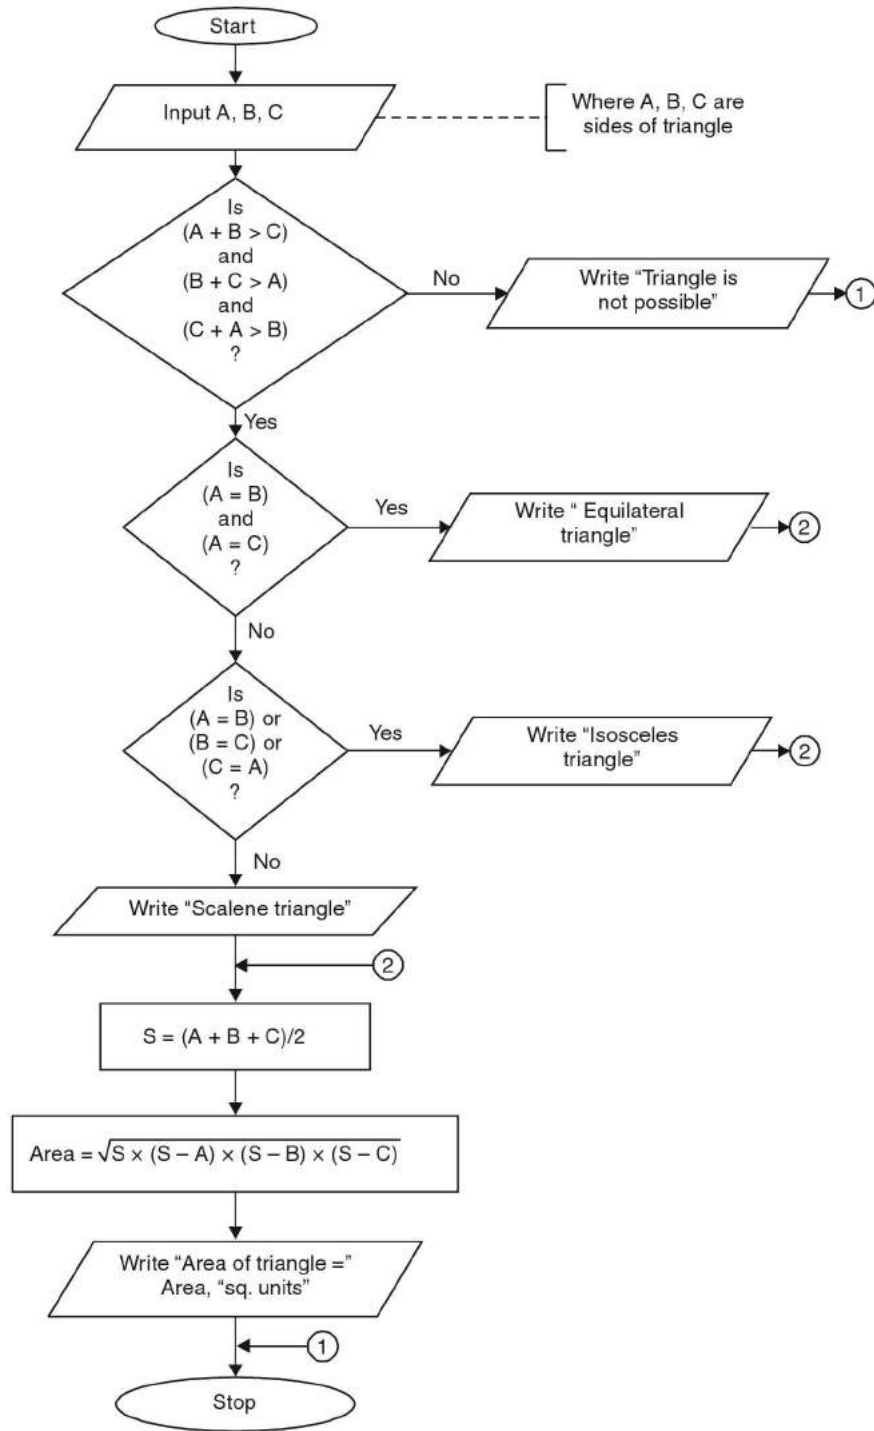 Start
Input A, B, C
Where A, B, C are
sides of triangle
Is
(A + B > C)
and
(B + C > A)
and
(C + A > B)
?
No
Write “Triangle is
not possible”
1
Yes
Is
(A = B)
and
(A = C)
?
Yes
Write “ Equilateral
triangle”
2
No
Is
(A = B) or
(B = C) or
(C = A)
?
Yes
Write “Isosceles
triangle”
2
No
Write “Scalene triangle”
2
S = (A + B + C)/2
Area = √S × (S – A) × (S – B) × (S – C)
Write “Area of triangle =”
Area, “sq. units”
1
Stop